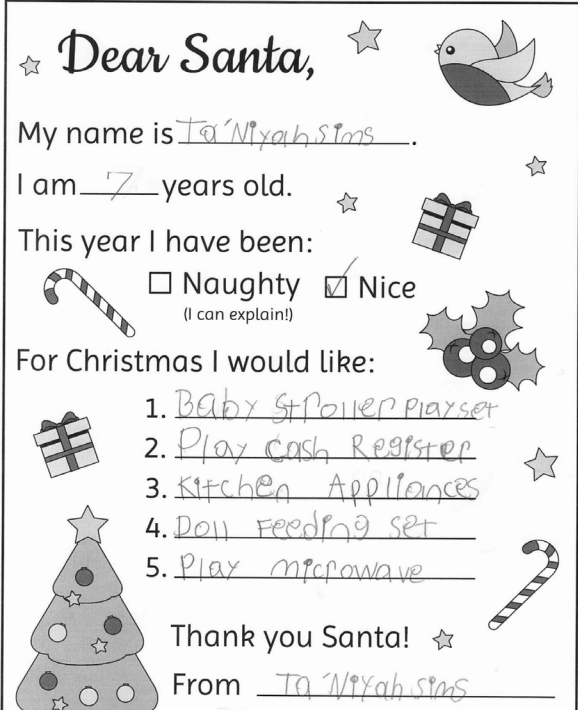 Dear Santa,
My name is Ta'Niyah Sims.
I am 7 years old.
This year I have been:
Naughty Nice
(I can explain!)
For Christmas I would like:
1. Baby Stroller Playset
2. Play Cash Register
3. Kitchen Appliances
4. Doll Feeding Set
5. Play microwave
Thank you Santa!
From Ta'Niyah Sims